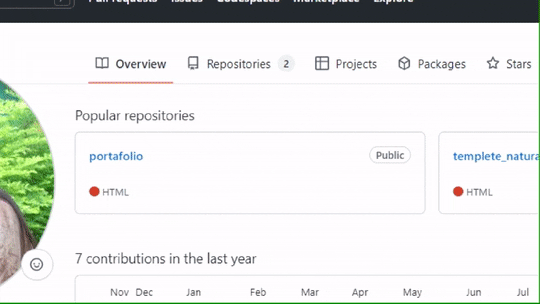 Pull requests Issues Codespaces Marketplace Explore
Overview Repositories 2 Projects Packages Stars
Popular repositories
portafolio Public
HTML
templete_natura
HTML
7 contributions in the last year
Nov Dec Jan Feb Mar Apr May Jun Jul